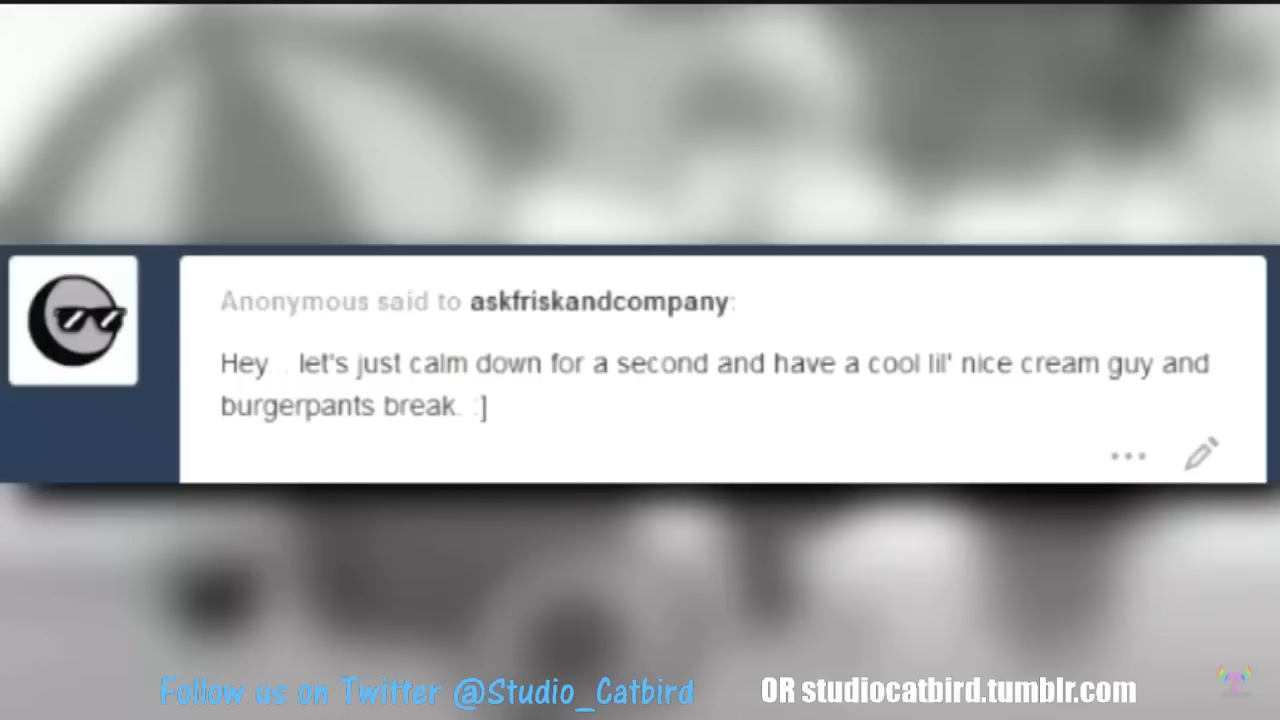 Anonymous said to askfriskandcompany:
Hey... let's just calm down for a second and have a cool lil' nice cream guy and
burgerpants break. :]
Follow us on Twitter @Studio_Catbird OR studiocatbird.tumblr.com